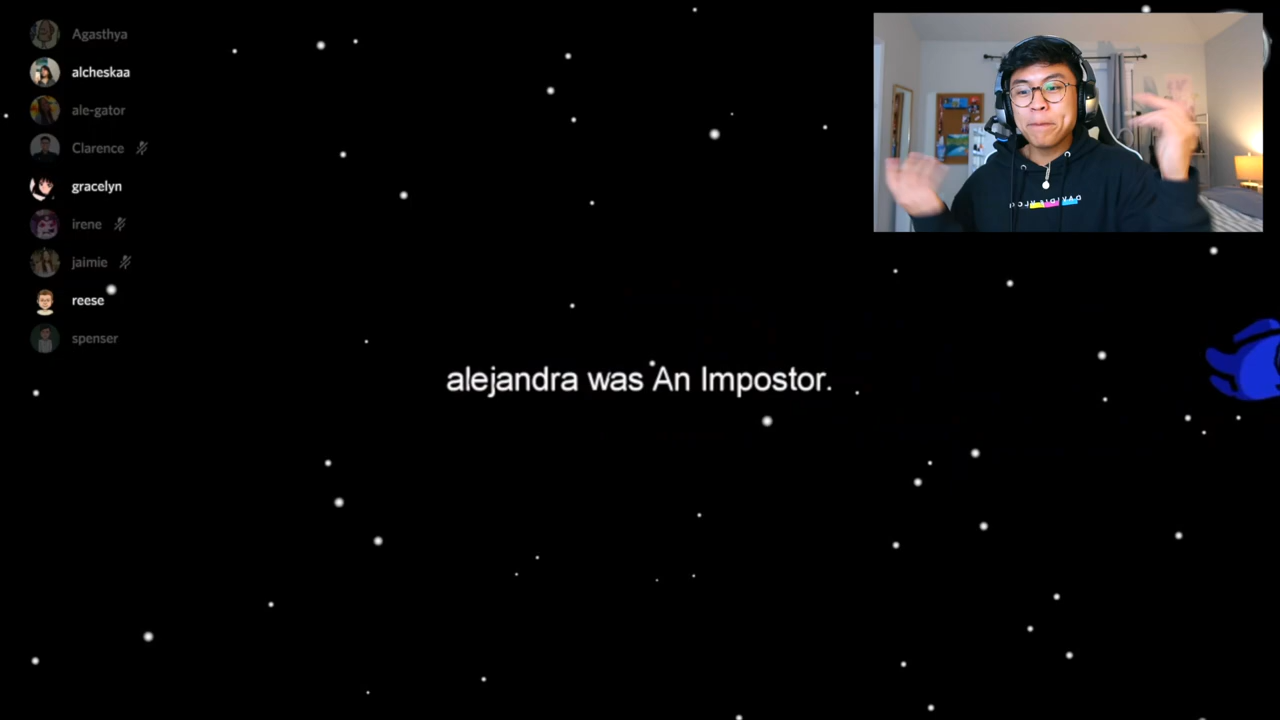 Agasthya
alcheskaa
ale-gator
Clarence
gracelyn
irene
jaimie
reese
spenser
alejandra was An Impostor.